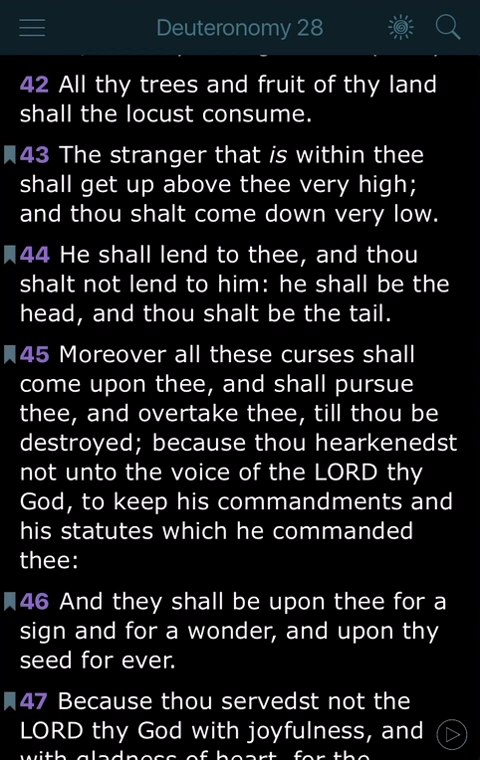 Deuteronomy 28
42 All thy trees and fruit of thy land
shall the locust consume.
43 The stranger that is within thee
shall get up above thee very high;
and thou shalt come down very low.
44 He shall lend to thee, and thou
shalt not lend to him: he shall be the
head, and thou shalt be the tail.
45 Moreover all these curses shall
come upon thee, and shall pursue
thee, and overtake thee, till thou be
destroyed; because thou hearkenedst
not unto the voice of the LORD thy
God, to keep his commandments and
his statutes which he commanded
thee:
46 And they shall be upon thee for a
sign and for a wonder, and upon thy
seed for ever.
47 Because thou servedst not the
LORD thy God with joyfulness, and
with gladness of heart, for the